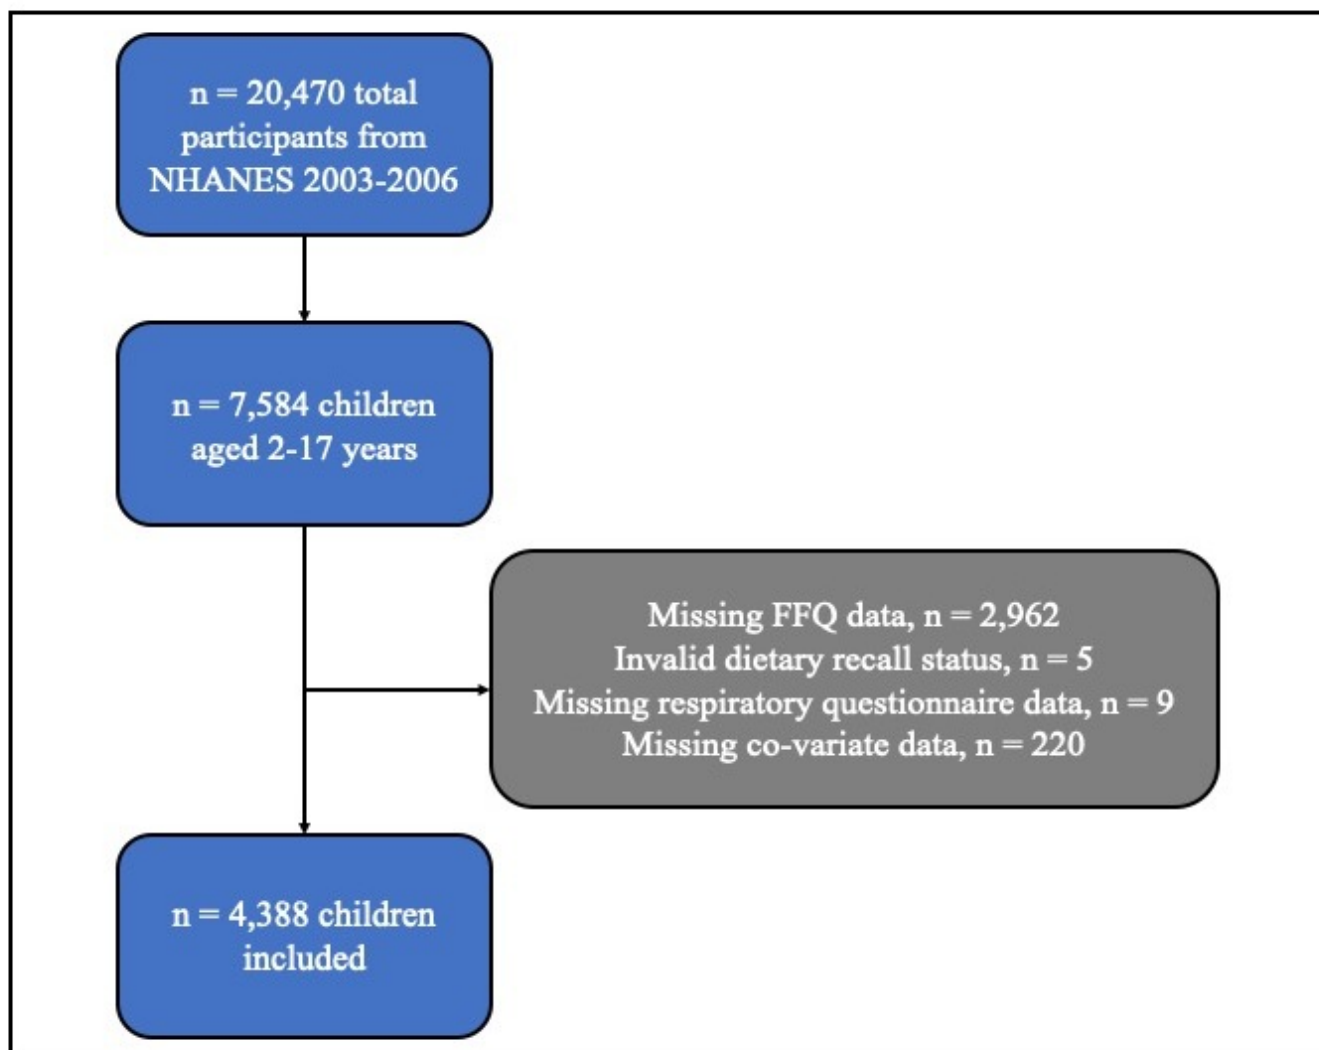 n = 20,470 total
participants from
NHANES 2003-2006
n = 7,584 children
aged 2-17 years
Missing FFQ data, n = 2,962
Invalid dietary recall status, n = 5
Missing respiratory questionnaire data, n = 9
Missing co-variate data, n = 220
n = 4,388 children
included